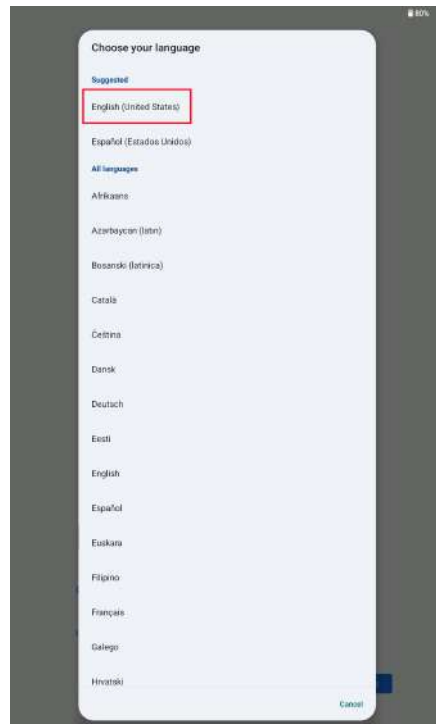 80%
Choose your language
Suggested
English (United States)
Español (Estados Unidos)
All languages
Afrikaans
Azərbaycan (latın)
Bosanski (latinica)
Català
Čeština
Dansk
Deutsch
Eesti
English
Español
Euskara
Filipino
Français
Galego
Hrvatski
Cancel